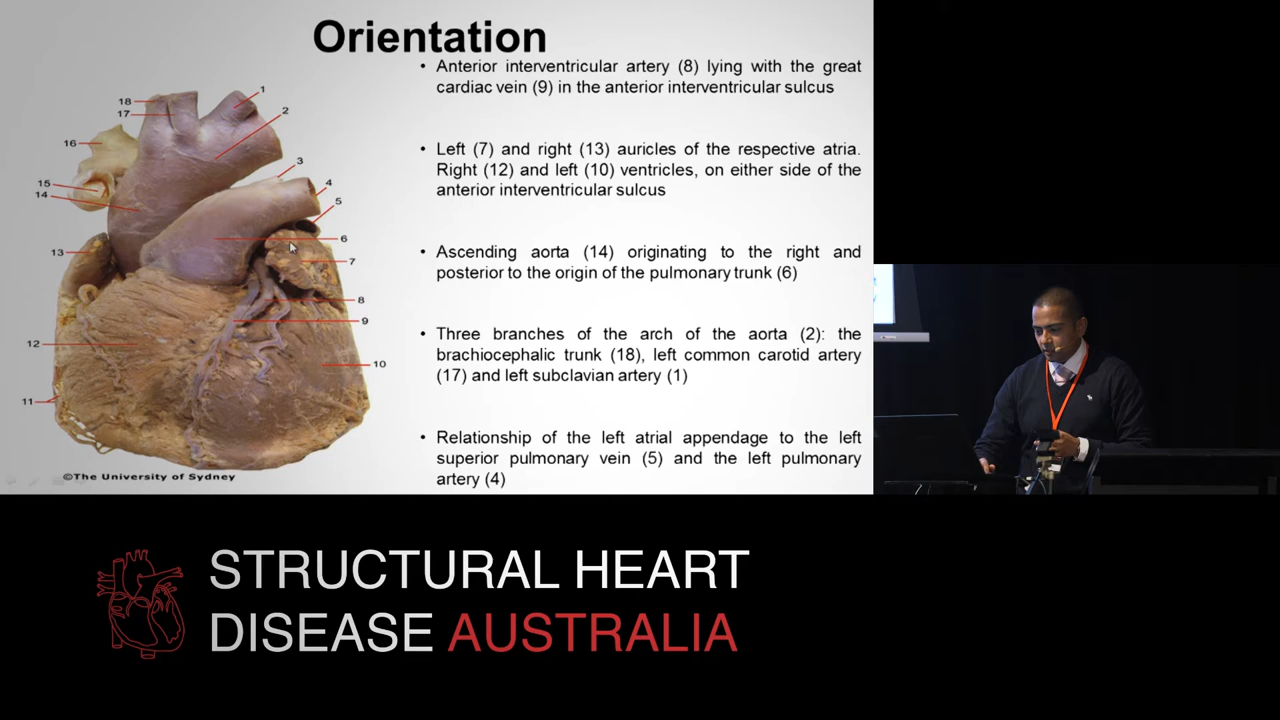 Orientation
• Anterior interventricular artery (8) lying with the great
cardiac vein (9) in the anterior interventricular sulcus
• Left (7) and right (13) auricles of the respective atria.
Right (12) and left (10) ventricles, on either side of the
anterior interventricular sulcus
• Ascending aorta (14) originating to the right and
posterior to the origin of the pulmonary trunk (6)
• Three branches of the arch of the aorta (2): the
brachiocephalic trunk (18), left common carotid artery
(17) and left subclavian artery (1)
• Relationship of the left atrial appendage to the left
superior pulmonary vein (5) and the left pulmonary
artery (4)
1
2
3
4
5
6
7
8
9
10
18
17
16
15
14
13
12
11
©The University of Sydney
STRUCTURAL HEART
DISEASE AUSTRALIA